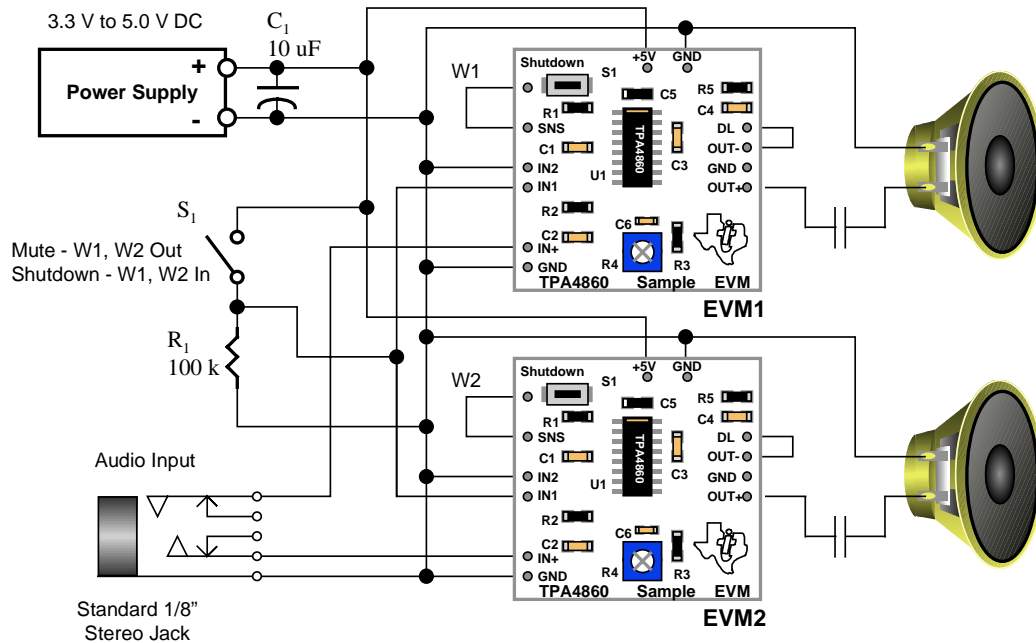 3.3 V to 5.0 V DC
C1
10 uF
+
Power Supply
-
S1
Mute - W1, W2 Out
Shutdown - W1, W2 In
R1
100 k
Audio Input
Standard 1/8”
Stereo Jack
W1
Shutdown
S1
+5V
GND
R1
C5
R5
C4
SNS
DL
C1
TPA4860
OUT-
IN2
C3
GND
U1
IN1
OUT+
R2
C6
C2
IN+
R4
R3
GND
TPA4860
Sample
EVM
EVM1
W2
Shutdown
S1
+5V
GND
R1
C5
R5
C4
SNS
DL
C1
TPA4860
OUT-
IN2
C3
GND
U1
IN1
OUT+
R2
C6
C2
IN+
R4
R3
GND
TPA4860
Sample
EVM
EVM2